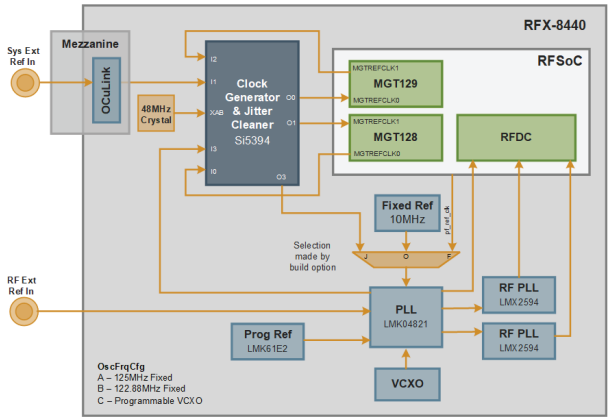 RFX-8440
Sys Ext
Ref In
Mezzanine
OCuLink
48MHz
Crystal
I2
I1
XAB
I3
I0
Clock
Generator
& Jitter
Cleaner
Si5394
O0
O1
O3
RFSoC
MGTREFCLK1
MGT129
MGTREFCLK0
MGTREFCLK1
MGT128
MGTREFCLK0
RFDC
Fixed Ref
10MHz
pf_ref_clk
Selection
made by
build option
J
O
F
RF Ext
Ref In
PLL
LMK04821
RF PLL
LMX2594
RF PLL
LMX2594
Prog Ref
LMK61E2
VCXO
OscFrqCfg
A – 125MHz Fixed
B – 122.88MHz Fixed
C – Programmable VCXO